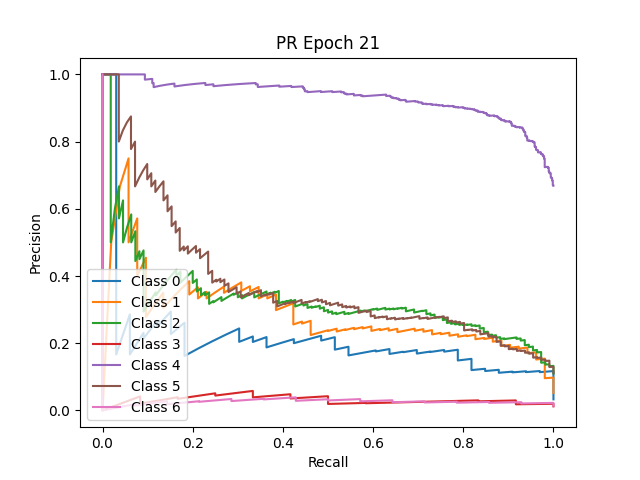 PR Epoch 21
Precision
1.0
0.8
0.6
0.4
0.2
0.0
Class 0
Class 1
Class 2
Class 3
Class 4
Class 5
Class 6
0.0 0.2 0.4 0.6 0.8 1.0
Recall